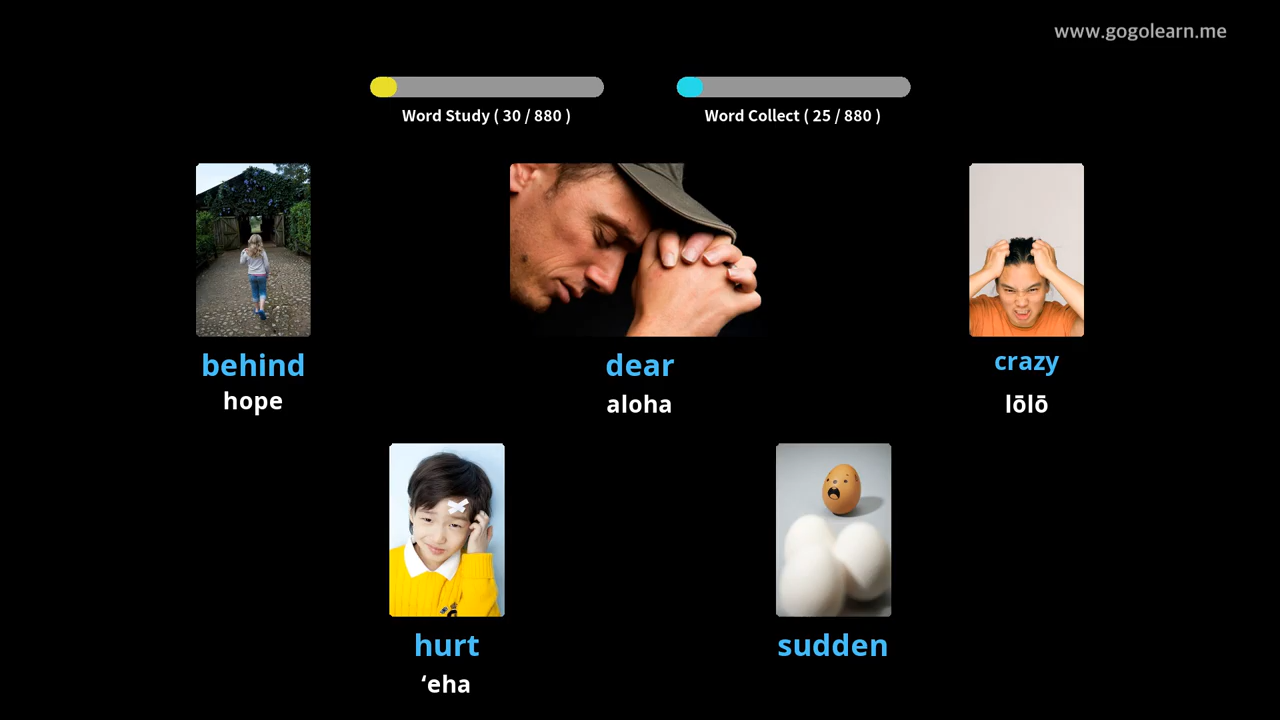 www.gogolearn.me
Word Study ( 30 / 880 )
Word Collect ( 25 / 880 )
behind
hope
dear
aloha
crazy
lōlō
hurt
ʻeha
sudden